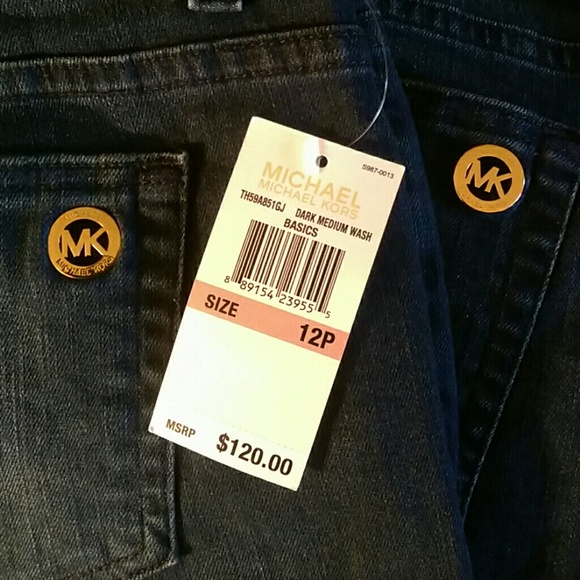 5987-0013
MICHAEL
MICHAEL KORS
TH59A851GJ DARK MEDIUM WASH
BASICS
8 89154 23955 5
SIZE
12P
MSRP
$120.00
MK
MICHAEL KORS
MK